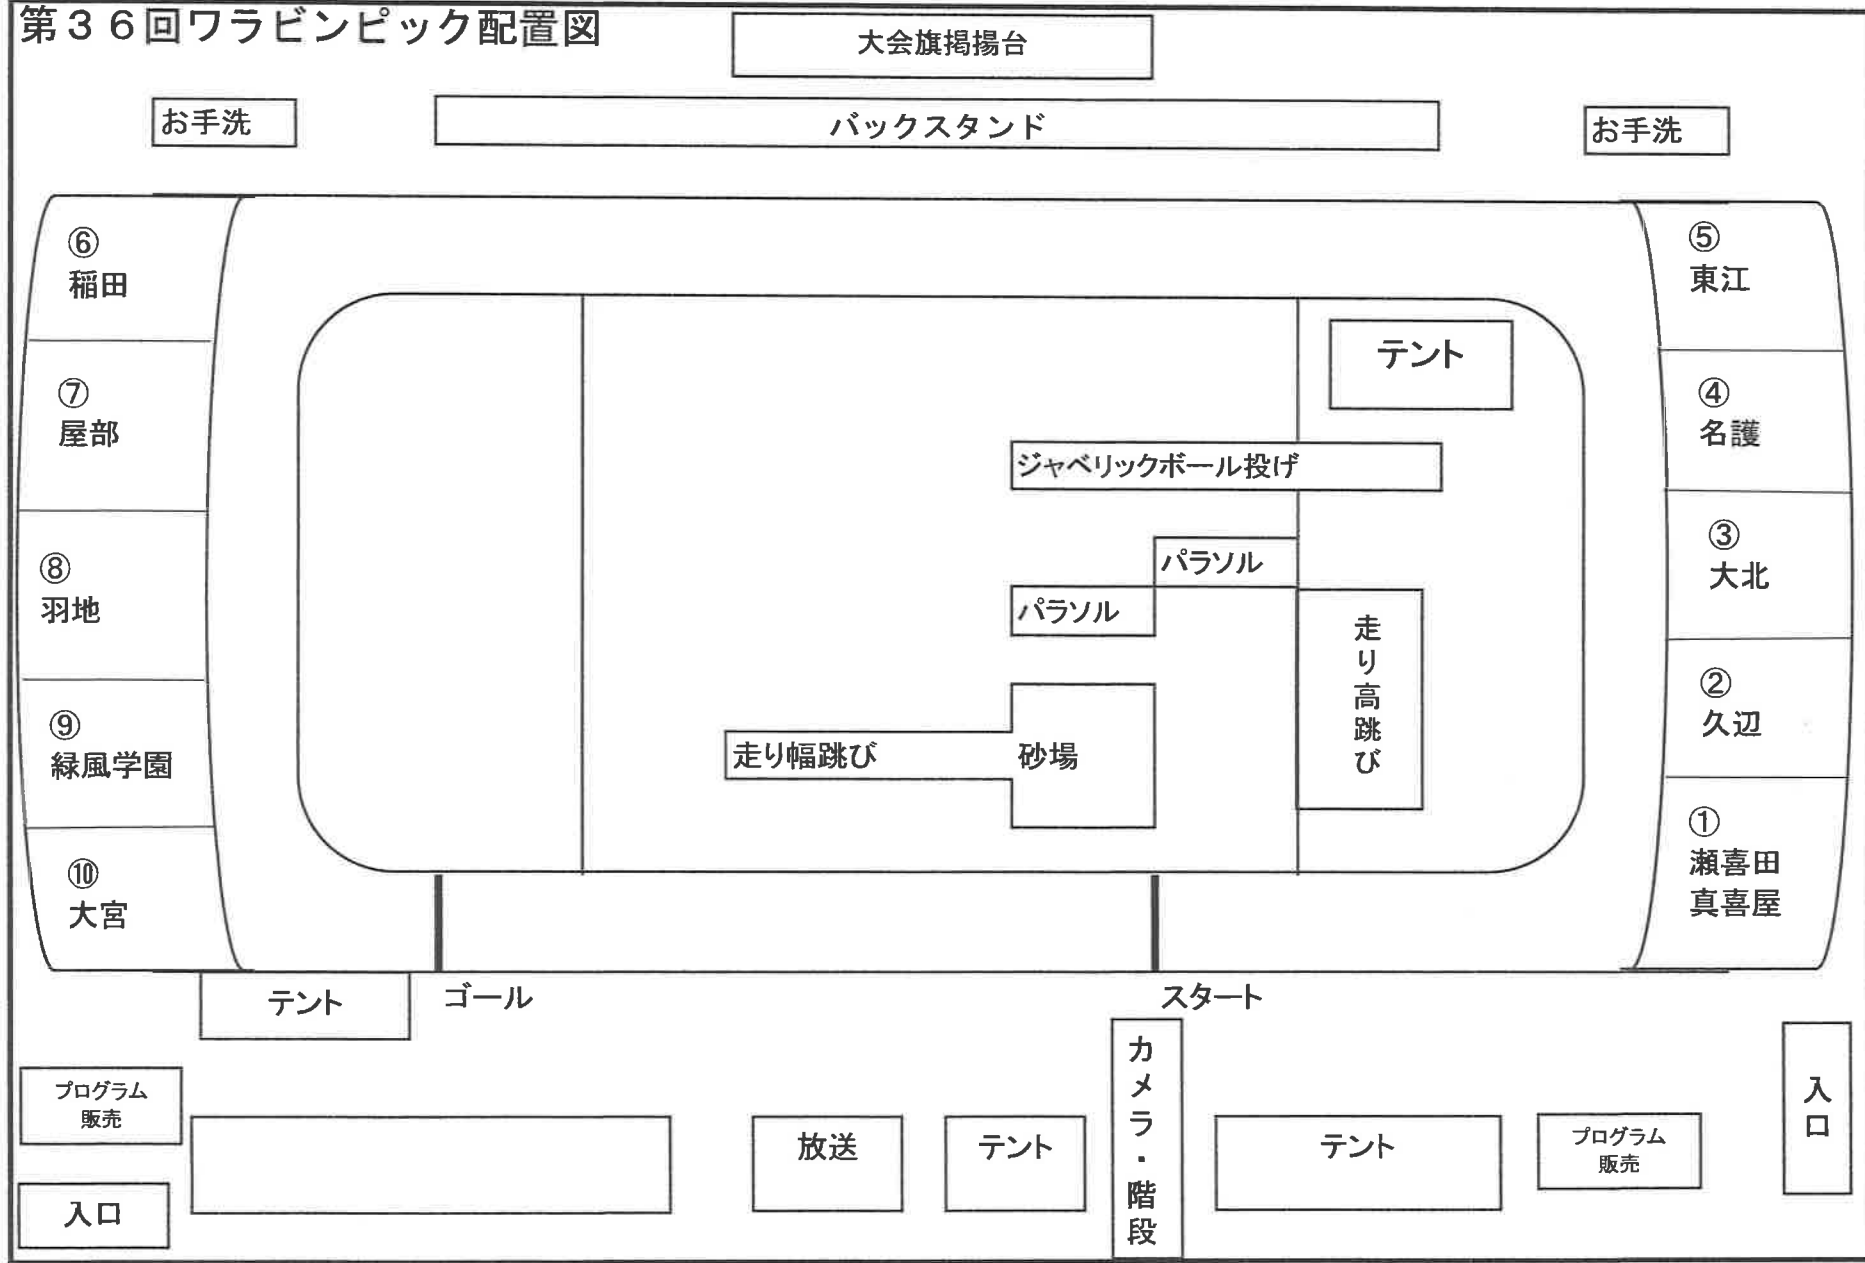 第３６回ワラビンピック配置図
大会旗掲揚台
お手洗
バックスタンド
お手洗
⑥
稲田
⑦
屋部
⑧
羽地
⑨
緑風学園
⑩
大宮
⑤
東江
④
名護
③
大北
②
久辺
①
瀬喜田
真喜屋
テント
ジャベリックボール投げ
パラソル
パラソル
走り高跳び
走り幅跳び
砂場
テント
ゴール
スタート
カメラ・階段
プログラム
販売
入口
放送
テント
テント
プログラム
販売
入口